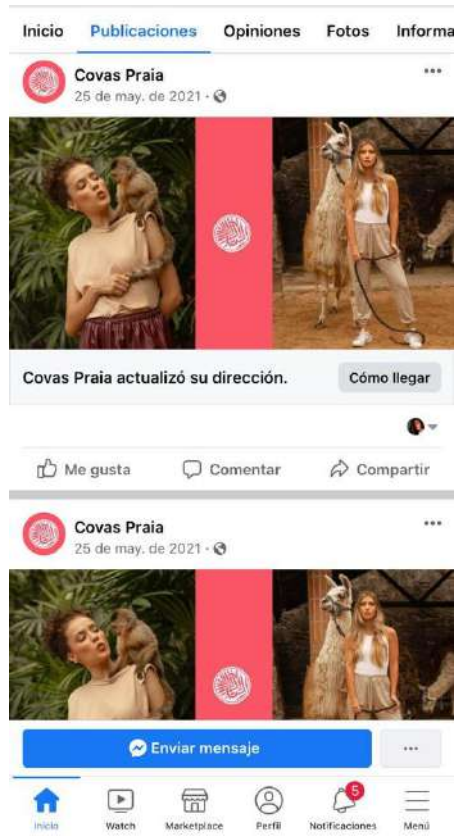 Inicio Publicaciones Opiniones Fotos Informa
Covas Praia
25 de may. de 2021 ·
Covas Praia actualizó su dirección. Cómo llegar
Me gusta Comentar Compartir
Covas Praia
25 de may. de 2021 ·
Enviar mensaje
5
Inicio Watch Marketplace Perfil Notificaciones Menú